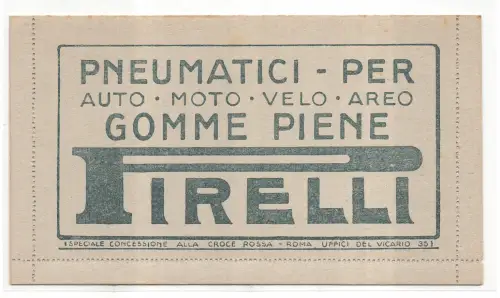 PNEUMATICI - PER
AUTO · MOTO · VELO · AREO
GOMME PIENE
PIRELLI
(SPECIALE CONCESSIONE ALLA CROCE ROSSA - ROMA, UFFICI DEL VICARIO 35)